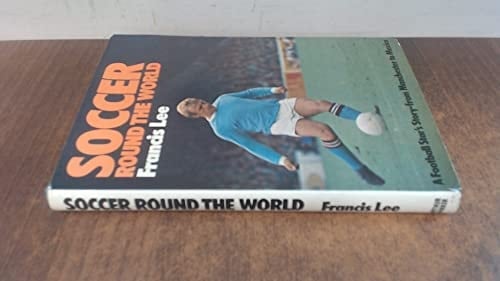 SOCCER
ROUND THE WORLD
Francis Lee
A Football Star's Story-from Manchester to Mexico
SOCCER ROUND THE WORLD Francis Lee